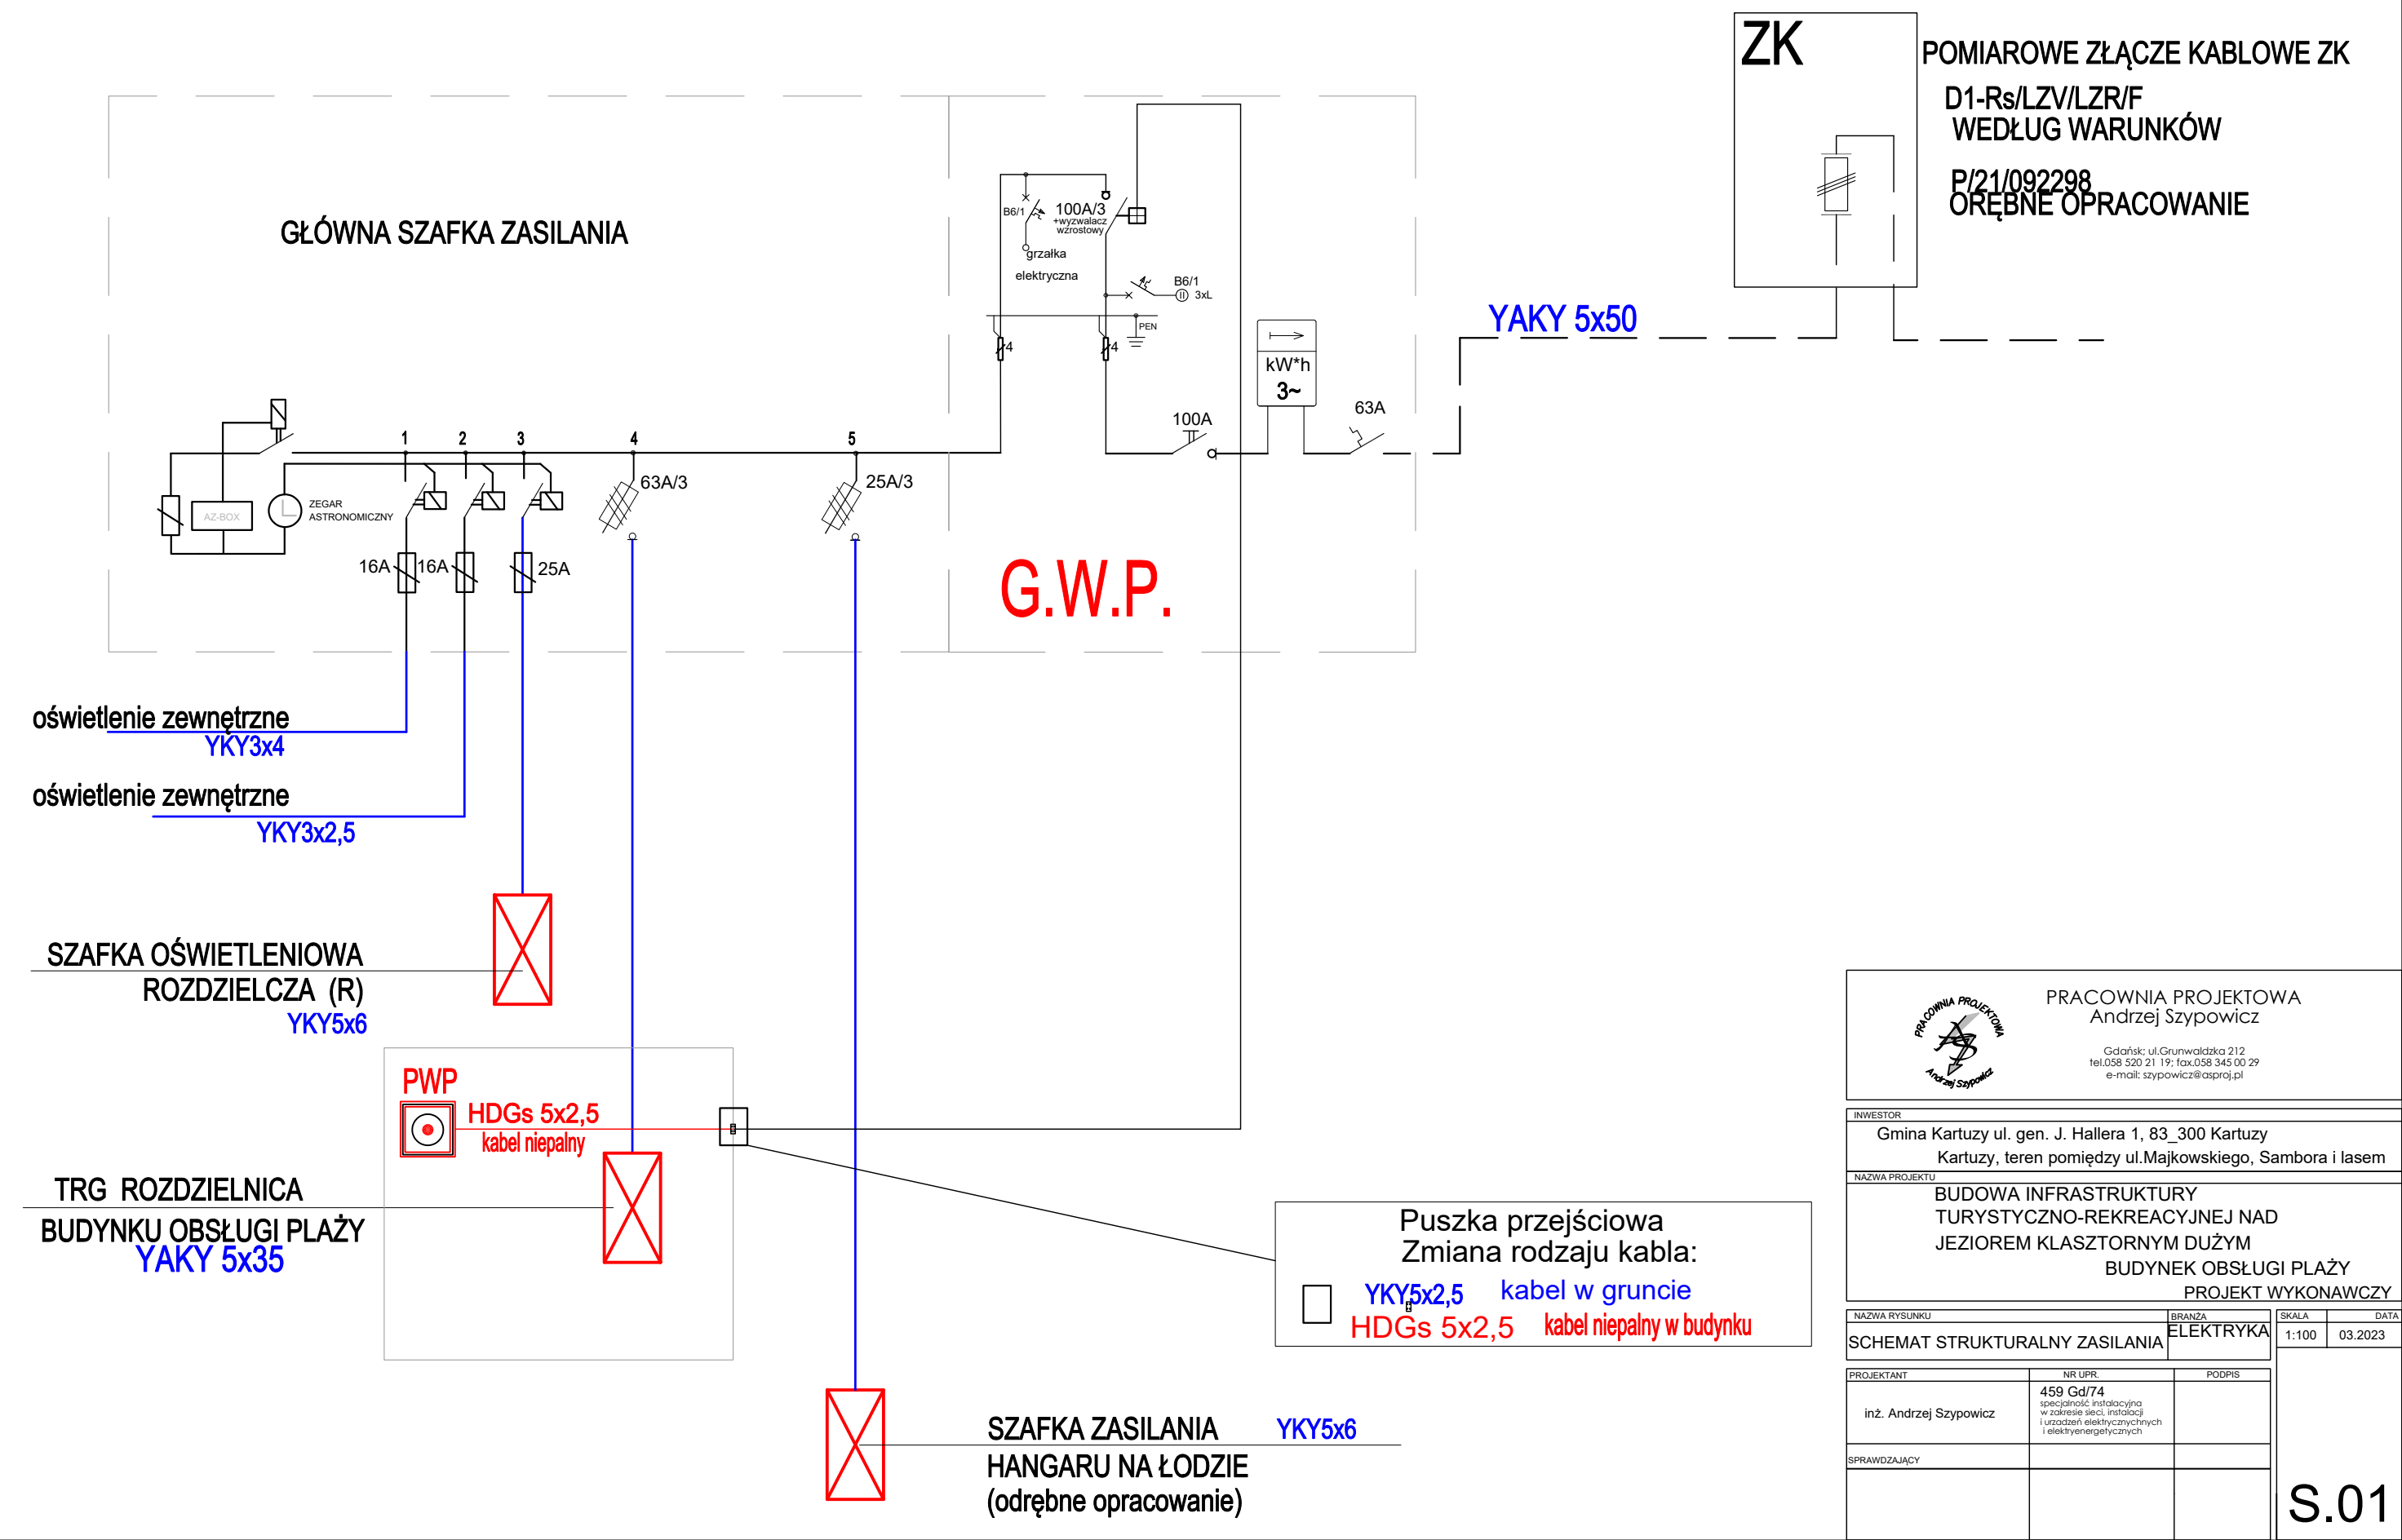 ZK
POMIAROWE ZŁĄCZE KABLOWE ZK
D1-Rs/LZV/LZR/F
WEDŁUG WARUNKÓW
P/21/092298
ORĘBNE OPRACOWANIE
GŁÓWNA SZAFKA ZASILANIA
B6/1
100A/3
+wyzwalacz
wzrostowy
grzałka
elektryczna
B6/1
3xL
PEN
4
4
YAKY 5x50
kW*h
3~
63A
100A
1
2
3
4
5
63A/3
25A/3
AZ-BOX
ZEGAR
ASTRONOMICZNY
16A
16A
25A
G.W.P.
oświetlenie zewnętrzne
YKY3x4
oświetlenie zewnętrzne
YKY3x2,5
SZAFKA OŚWIETLENIOWA
ROZDZIELCZA (R)
YKY5x6
PWP
HDGs 5x2,5
kabel niepalny
TRG ROZDZIELNICA
BUDYNKU OBSŁUGI PLAŻY
YAKY 5x35
Puszka przejściowa
Zmiana rodzaju kabla:
YKY5x2,5 kabel w gruncie
HDGs 5x2,5 kabel niepalny w budynku
SZAFKA ZASILANIA YKY5x6
HANGARU NA ŁODZIE
(odrębne opracowanie)
PRACOWNIA PROJEKTOWA
AS
Andrzej Szypowicz
PRACOWNIA PROJEKTOWA
Andrzej Szypowicz
Gdańsk; ul.Grunwaldzka 212
tel.058 520 21 19; fax.058 345 00 29
e-mail: szypowicz@asproj.pl
INWESTOR
Gmina Kartuzy ul. gen. J. Hallera 1, 83_300 Kartuzy
Kartuzy, teren pomiędzy ul.Majkowskiego, Sambora i lasem
NAZWA PROJEKTU
BUDOWA INFRASTRUKTURY
TURYSTYCZNO-REKREACYJNEJ NAD
JEZIOREM KLASZTORNYM DUŻYM
BUDYNEK OBSŁUGI PLAŻY
PROJEKT WYKONAWCZY
NAZWA RYSUNKU
BRANŻA
SKALA
DATA
SCHEMAT STRUKTURALNY ZASILANIA
ELEKTRYKA
1:100
03.2023
PROJEKTANT
NR UPR.
PODPIS
inż. Andrzej Szypowicz
459 Gd/74
specjalność instalacyjna
w zakresie sieci, instalacji
i urzadzeń elektrycznychnych
i elektryenergetycznych
SPRAWDZAJĄCY
S.01